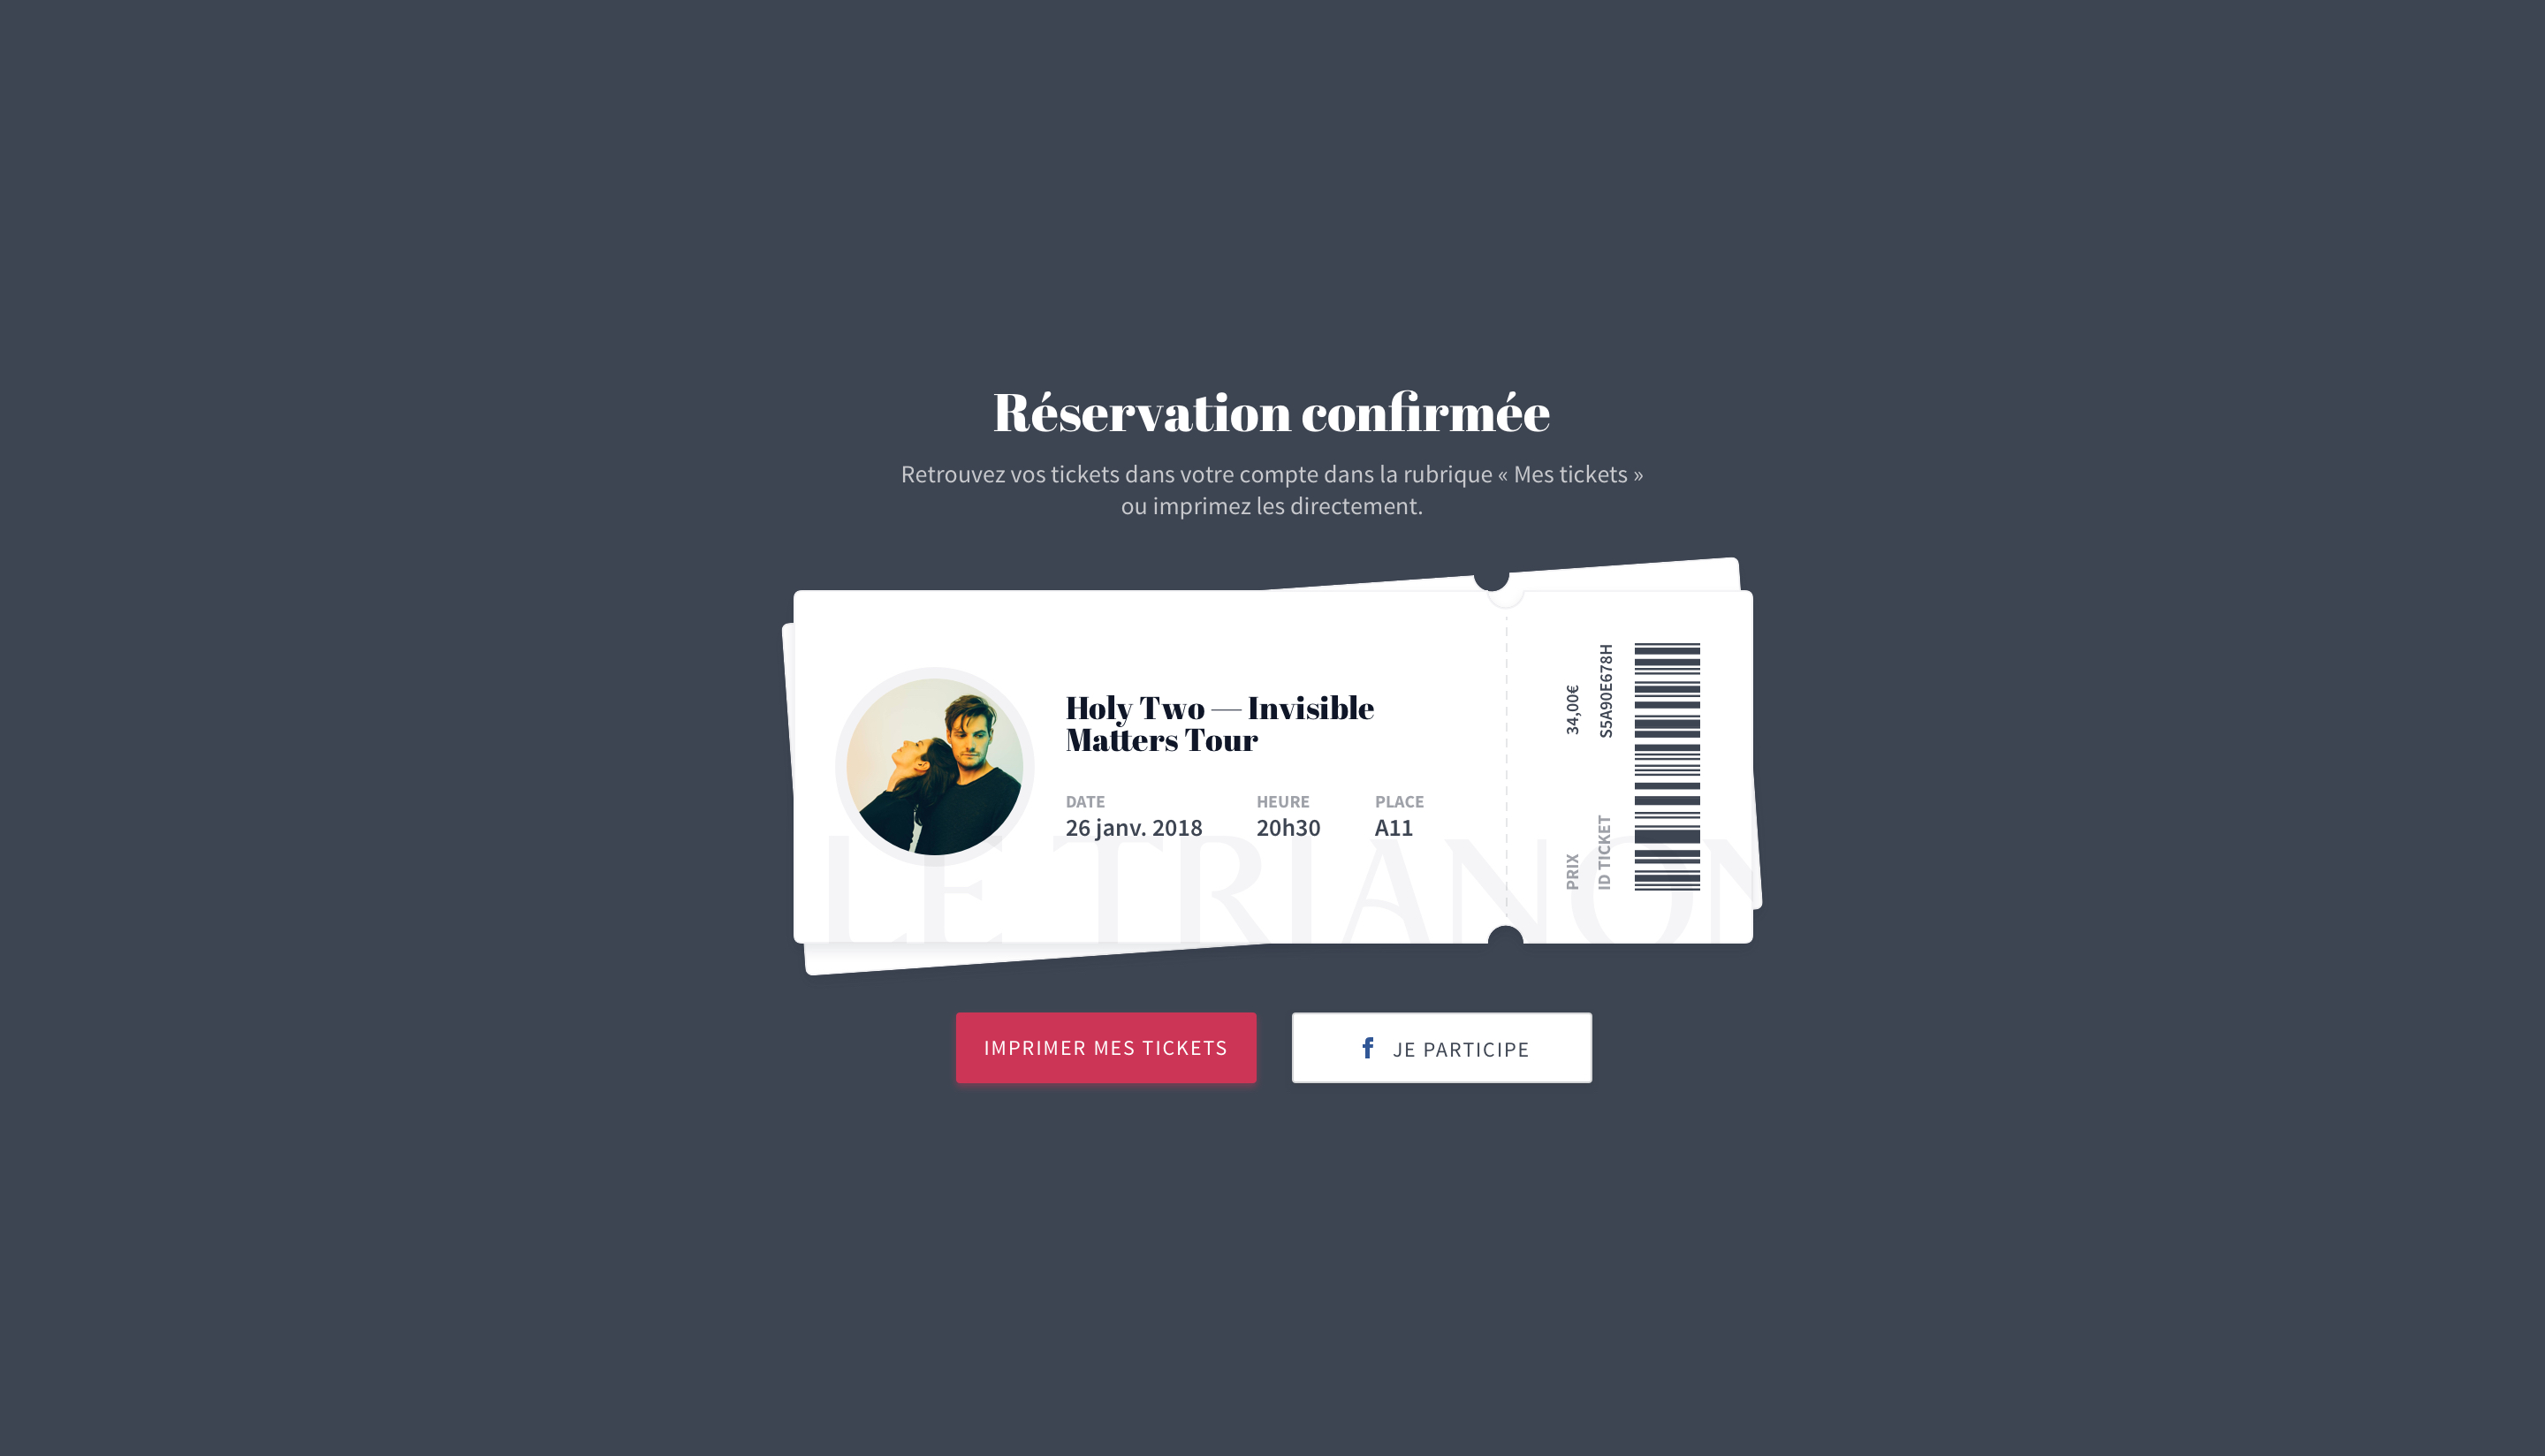 Réservation confirmée
Retrouvez vos tickets dans votre compte dans la rubrique « Mes tickets »
ou imprimez les directement.
Holy Two — Invisible
Matters Tour
DATE
26 janv. 2018
HEURE
20h30
PLACE
A11
LE TRIANON
PRIX
34,00€
ID TICKET
S5A90E678H
IMPRIMER MES TICKETS
f JE PARTICIPE